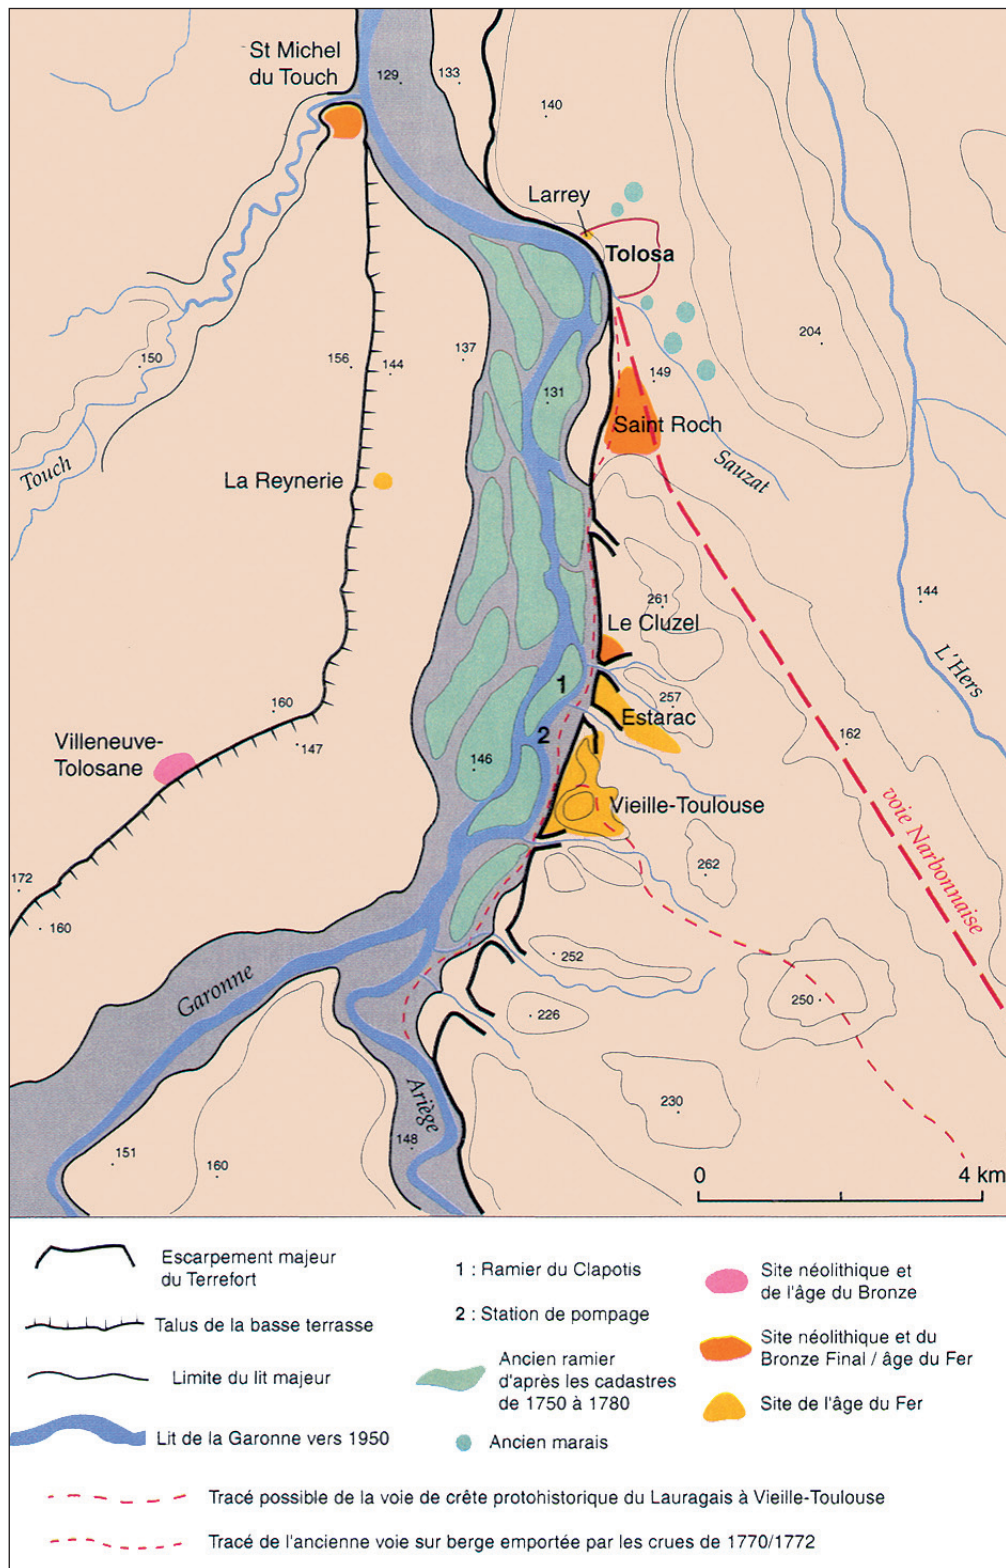 St Michel
du Touch
129
133
140
Larrey
Tolosa
204
150
156
144
137
131
149
Saint Roch
Touch
La Reynerie
Sauzat
261
144
Le Cluzel
L'Hers
1
257
160
Estarac
162
Villeneuve-
Tolosane
147
2
146
Vieille-Toulouse
voie Narbonnaise
172
262
160
252
Garonne
250
226
Ariège
230
148
151
160
0
4 km
Escarpement majeur
du Terrefort
Talus de la basse terrasse
Limite du lit majeur
Lit de la Garonne vers 1950
1 : Ramier du Clapotis
2 : Station de pompage
Ancien ramier
d'après les cadastres
de 1750 à 1780
Ancien marais
Site néolithique et
de l'âge du Bronze
Site néolithique et du
Bronze Final / âge du Fer
Site de l'âge du Fer
Tracé possible de la voie de crête protohistorique du Lauragais à Vieille-Toulouse
Tracé de l'ancienne voie sur berge emportée par les crues de 1770/1772